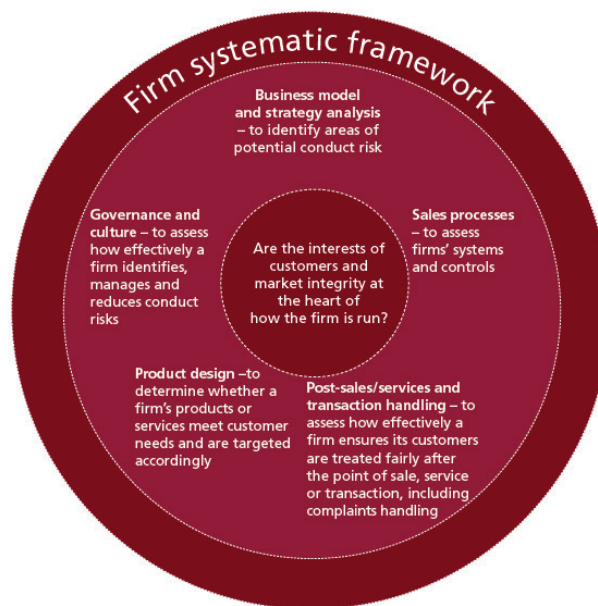 Firm systematic framework
Business model
and strategy analysis
– to identify areas of
potential conduct risk
Governance and
culture – to assess
how effectively a
firm identifies,
manages and
reduces conduct
risks
Sales processes
– to assess
firms’ systems
and controls
Are the interests of
customers and
market integrity at
the heart of
how the firm is run?
Product design –to
determine whether a
firm’s products or
services meet customer
needs and are targeted
accordingly
Post-sales/services and
transaction handling – to
assess how effectively a
firm ensures its customers
are treated fairly after
the point of sale, service
or transaction, including
complaints handling